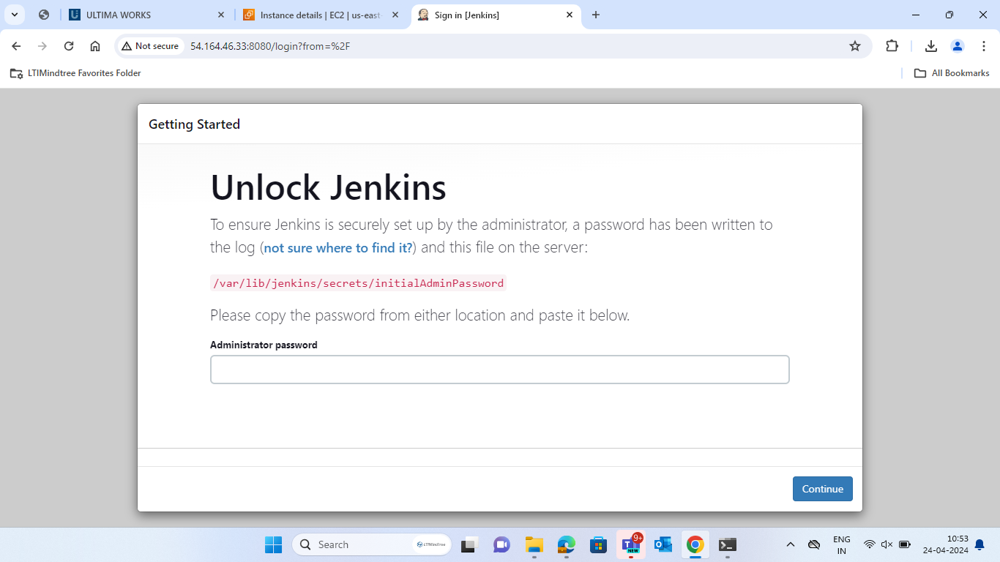 ULTIMA WORKS
Instance details | EC2 | us-east-
Sign in [Jenkins]
Not secure
54.164.46.33:8080/login?from=%2F
LTIMindtree Favorites Folder
All Bookmarks
Getting Started
Unlock Jenkins
To ensure Jenkins is securely set up by the administrator, a password has been written to
the log (not sure where to find it?) and this file on the server:
/var/lib/jenkins/secrets/initialAdminPassword
Please copy the password from either location and paste it below.
Administrator password
Continue
Search
LTIMindtree
9+
NEW
ENG
IN
10:53
24-04-2024